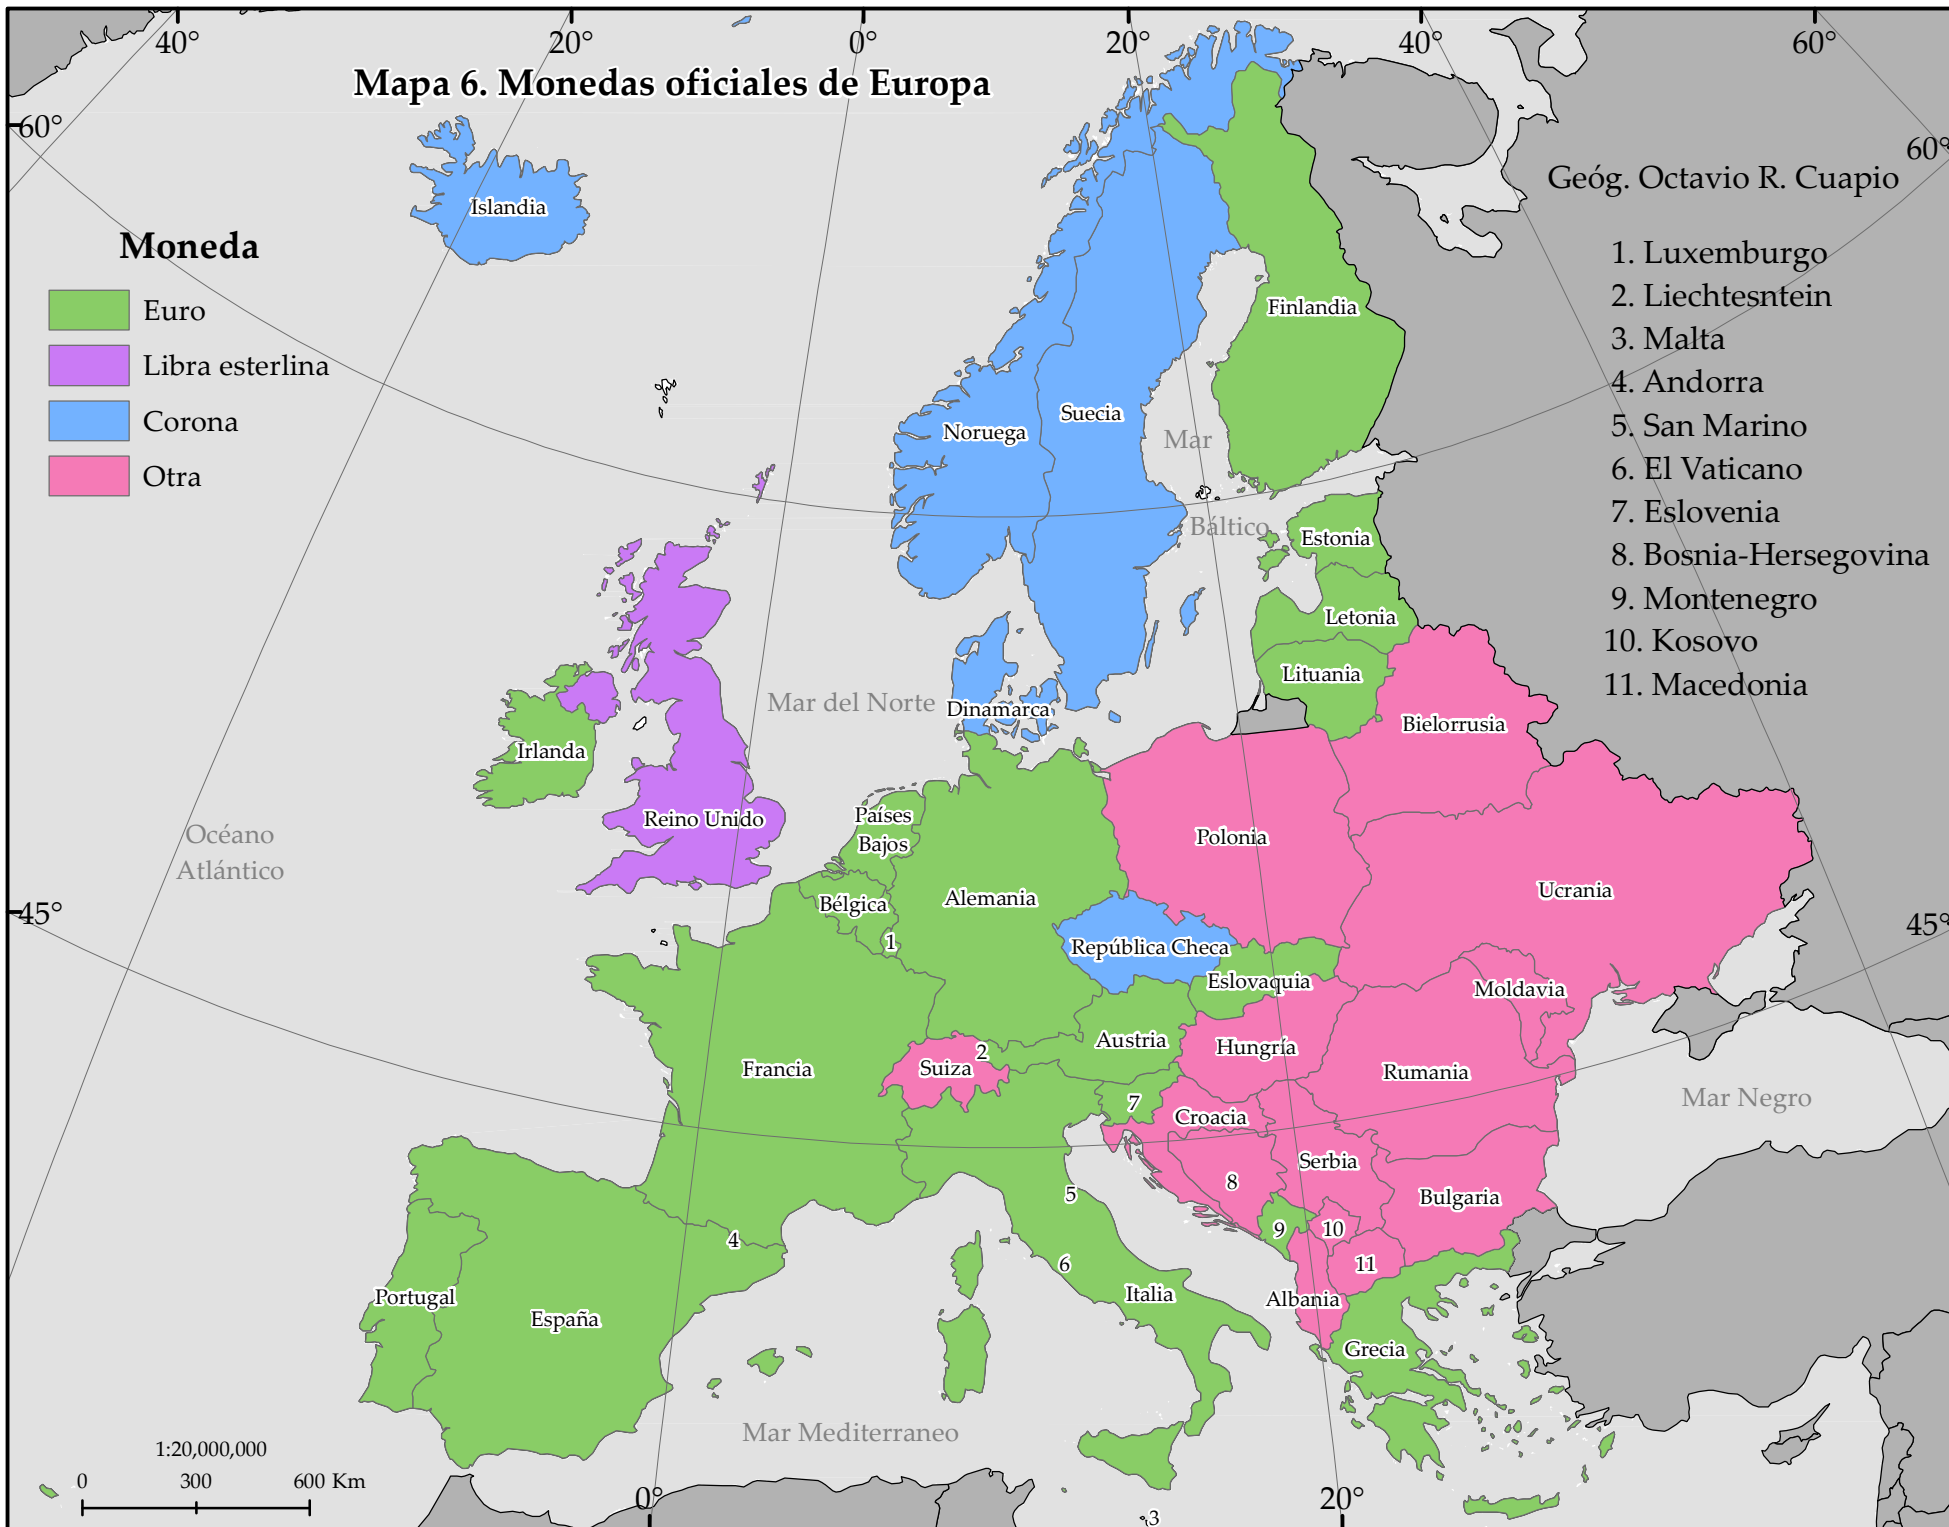 40°
20°
0°
20°
40°
60°
Mapa 6. Monedas oficiales de Europa
60°
60°
Geóg. Octavio R. Cuapio
Moneda
Euro
Libra esterlina
Corona
Otra
1. Luxemburgo
2. Liechtesntein
3. Malta
4. Andorra
5. San Marino
6. El Vaticano
7. Eslovenia
8. Bosnia-Hersegovina
9. Montenegro
10. Kosovo
11. Macedonia
Islandia
Finlandia
Suecia
Noruega
Mar
Báltico
Estonia
Letonia
Lituania
Mar del Norte
Dinamarca
Bielorrusia
Irlanda
Reino Unido
Países
Bajos
Polonia
Océano
Atlántico
Ucrania
Alemania
Bélgica
45°
45°
1
República Checa
Eslovaquia
Moldavia
Austria
Hungría
2
Suiza
Francia
Rumania
Mar Negro
7
Croacia
Serbia
8
5
Bulgaria
9
10
4
6
11
Portugal
Italia
Albania
España
Grecia
Mar Mediterraneo
1:20,000,000
0
300
600 Km
0°
20°
3